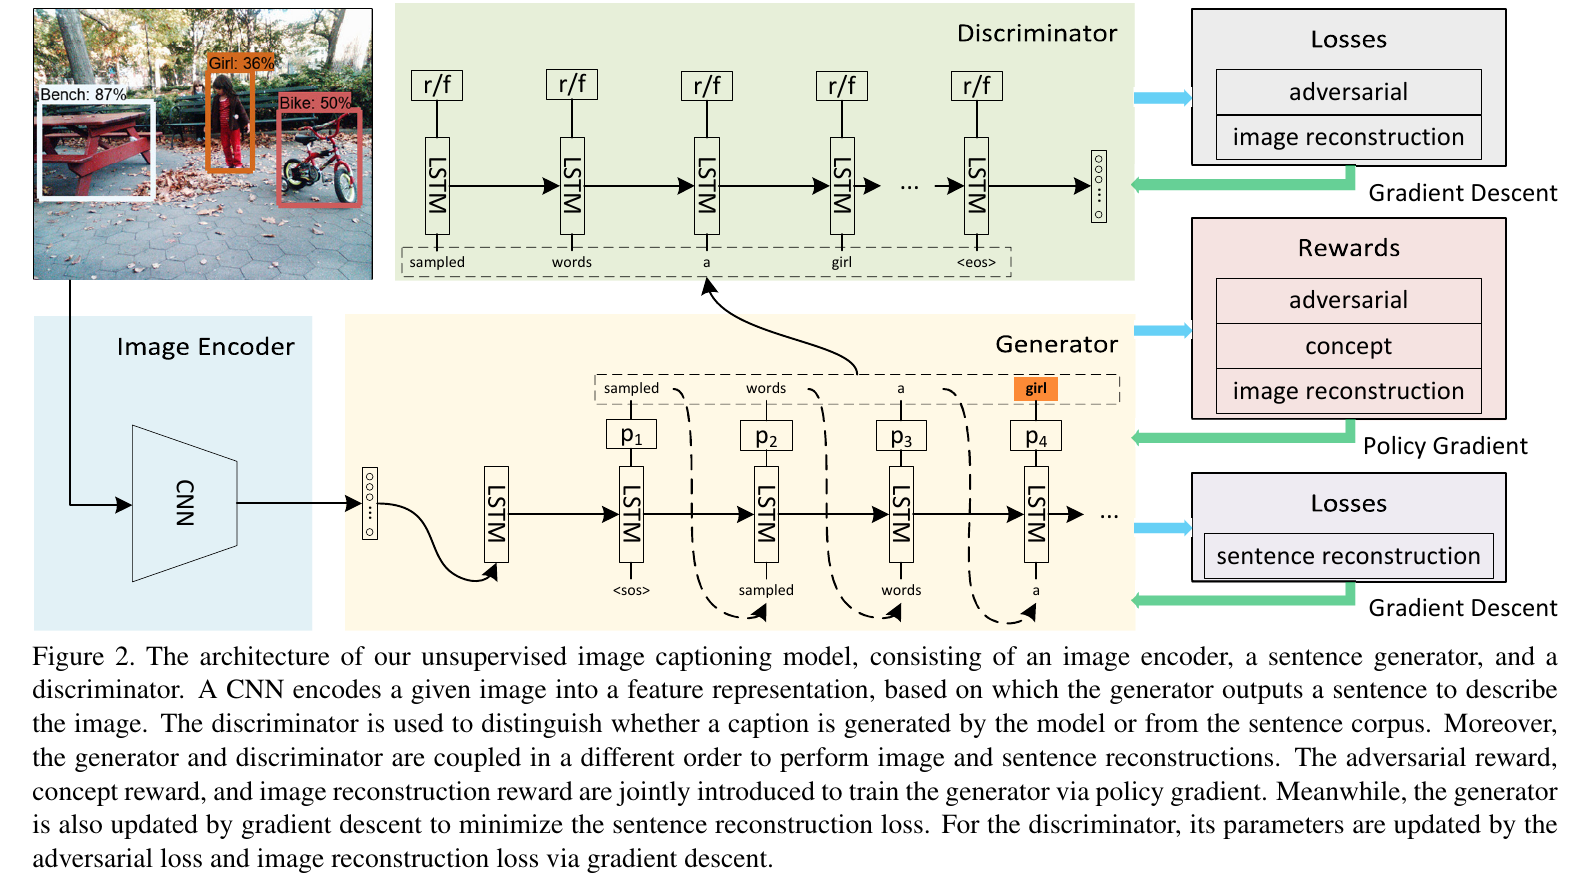 Girl: 36%
Bench: 87%
Bike: 50%
Discriminator
r/f r/f r/f r/f r/f
LSTM LSTM LSTM LSTM ... LSTM
sampled words a girl <eos>
Losses
adversarial
image reconstruction
Gradient Descent
Image Encoder
CNN
Generator
sampled words a girl
p1 p2 p3 p4
LSTM LSTM LSTM LSTM LSTM ...
<sos> sampled words a
Rewards
adversarial
concept
image reconstruction
Policy Gradient
Losses
sentence reconstruction
Gradient Descent
Figure 2. The architecture of our unsupervised image captioning model, consisting of an image encoder, a sentence generator, and a
discriminator. A CNN encodes a given image into a feature representation, based on which the generator outputs a sentence to describe
the image. The discriminator is used to distinguish whether a caption is generated by the model or from the sentence corpus. Moreover,
the generator and discriminator are coupled in a different order to perform image and sentence reconstructions. The adversarial reward,
concept reward, and image reconstruction reward are jointly introduced to train the generator via policy gradient. Meanwhile, the generator
is also updated by gradient descent to minimize the sentence reconstruction loss. For the discriminator, its parameters are updated by the
adversarial loss and image reconstruction loss via gradient descent.